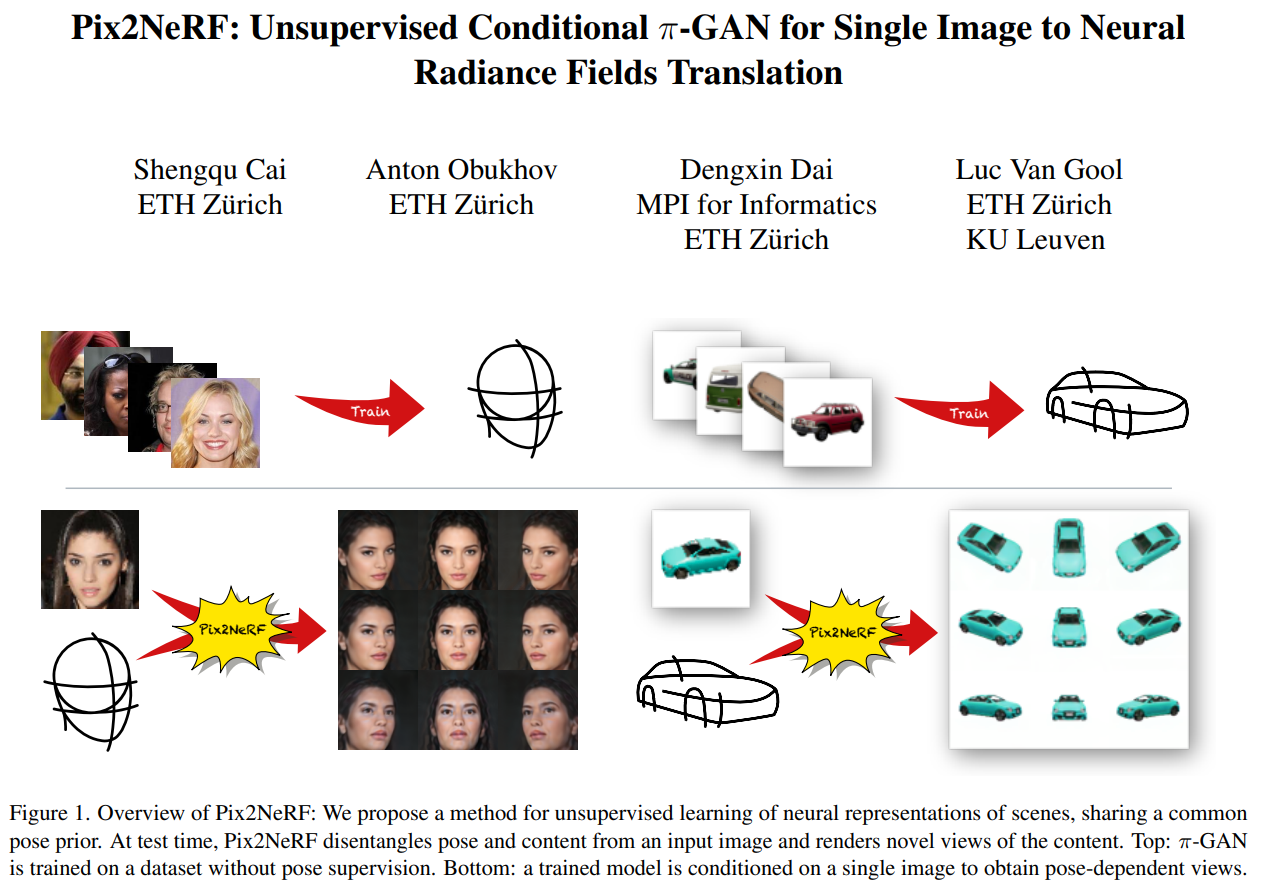 Pix2NeRF: Unsupervised Conditional π-GAN for Single Image to Neural
Radiance Fields Translation
Shengqu Cai
ETH Zürich
Anton Obukhov
ETH Zürich
Dengxin Dai
MPI for Informatics
ETH Zürich
Luc Van Gool
ETH Zürich
KU Leuven
Train
Train
Pix2NeRF
Pix2NeRF
Figure 1. Overview of Pix2NeRF: We propose a method for unsupervised learning of neural representations of scenes, sharing a common
pose prior. At test time, Pix2NeRF disentangles pose and content from an input image and renders novel views of the content. Top: π-GAN
is trained on a dataset without pose supervision. Bottom: a trained model is conditioned on a single image to obtain pose-dependent views.